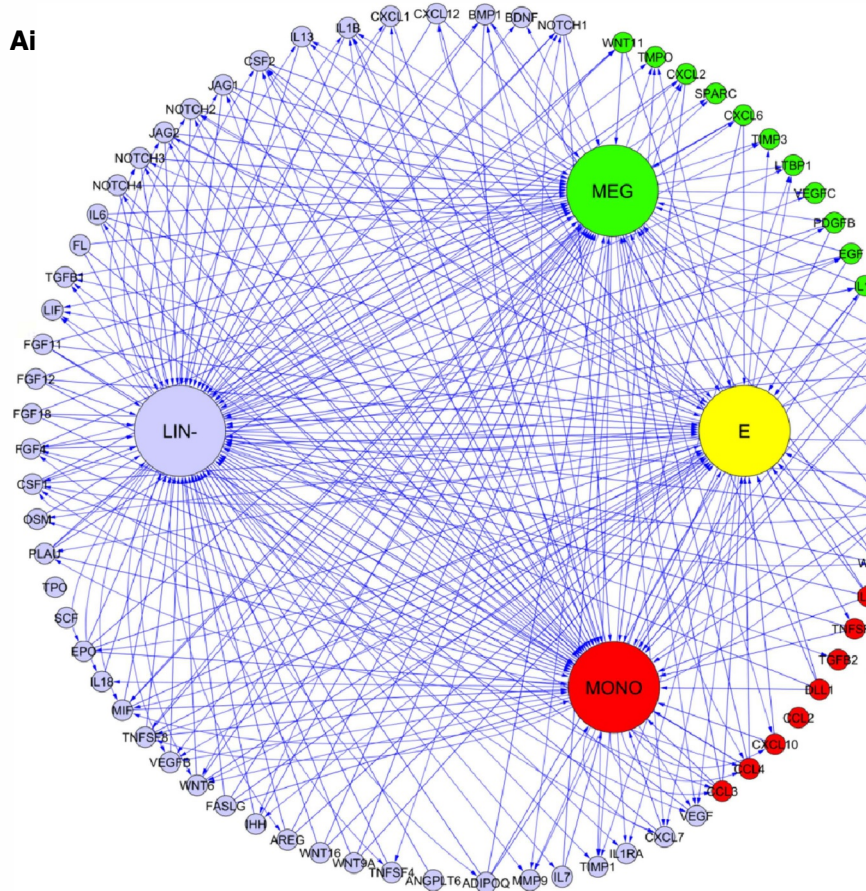 Ai
CXCL12
BMP1
BDNF
NOTCH1
CXCL1
IL1B
IL13
CSF2
JAG1
NOTCH2
JAG2
NOTCH3
NOTCH4
IL6
FL
TGFB1
LIF
FGF11
FGF12
FGF18
FGF4
CSF1
OSM
PLAU
TPO
SCF
EPO
IL18
MIF
TNFSF8
VEGFB
WNT6
FASLG
IHH
AREG
WNT16
WNT9A
TNFSF4
ANGPLT6
ADIPOQ
MMP9
IL7
TIMP1
IL1RA
CXCL7
VEGF
CCL3
CCL4
CXCL10
CCL2
DLL1
TGFB2
WNT11
TMPO
CXCL2
SPARC
CXCL6
TIMP3
LTBP1
VEGFC
PDGFB
EGF
MEG
LIN-
E
MONO